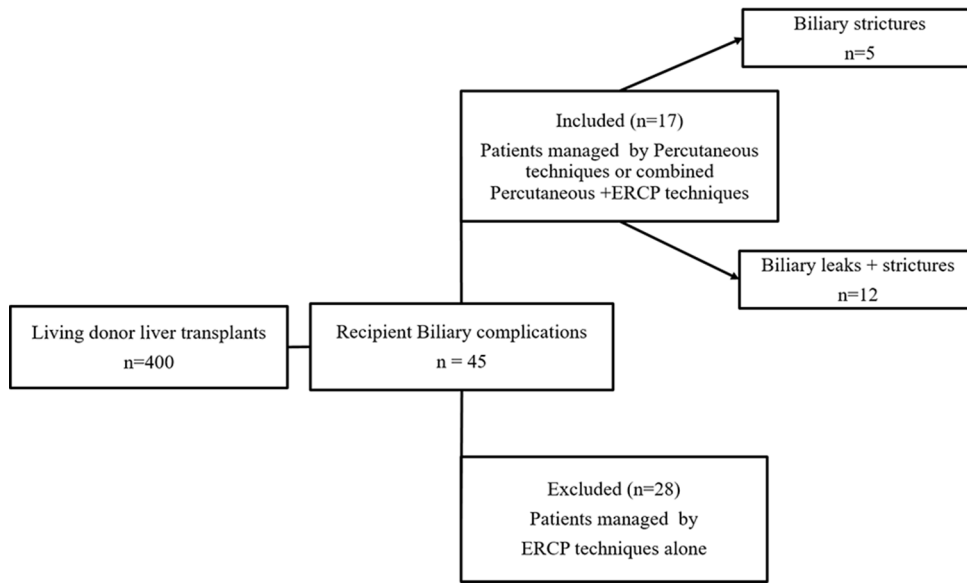 Biliary strictures
n=5
Included (n=17)
Patients managed by Percutaneous
techniques or combined
Percutaneous +ERCP techniques
Biliary leaks + strictures
n=12
Living donor liver transplants
n=400
Recipient Biliary complications
n = 45
Excluded (n=28)
Patients managed by
ERCP techniques alone